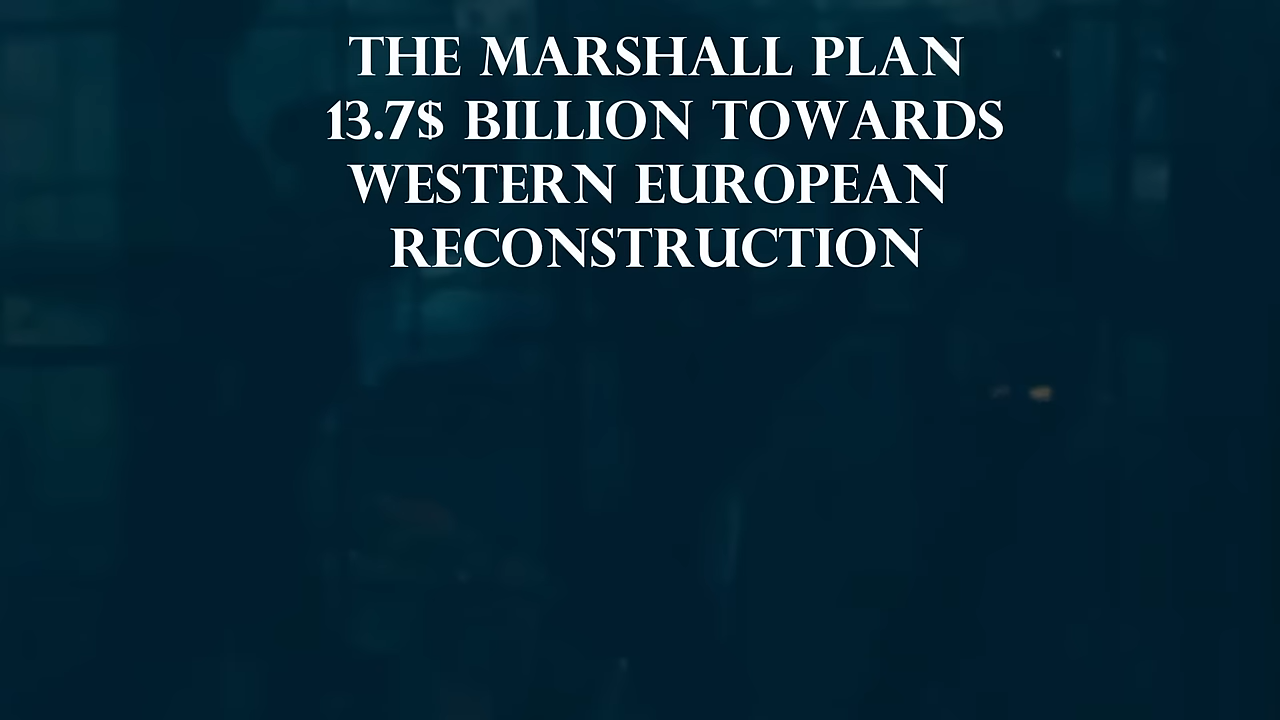 THE MARSHALL PLAN
13.7$ BILLION TOWARDS
WESTERN EUROPEAN
RECONSTRUCTION